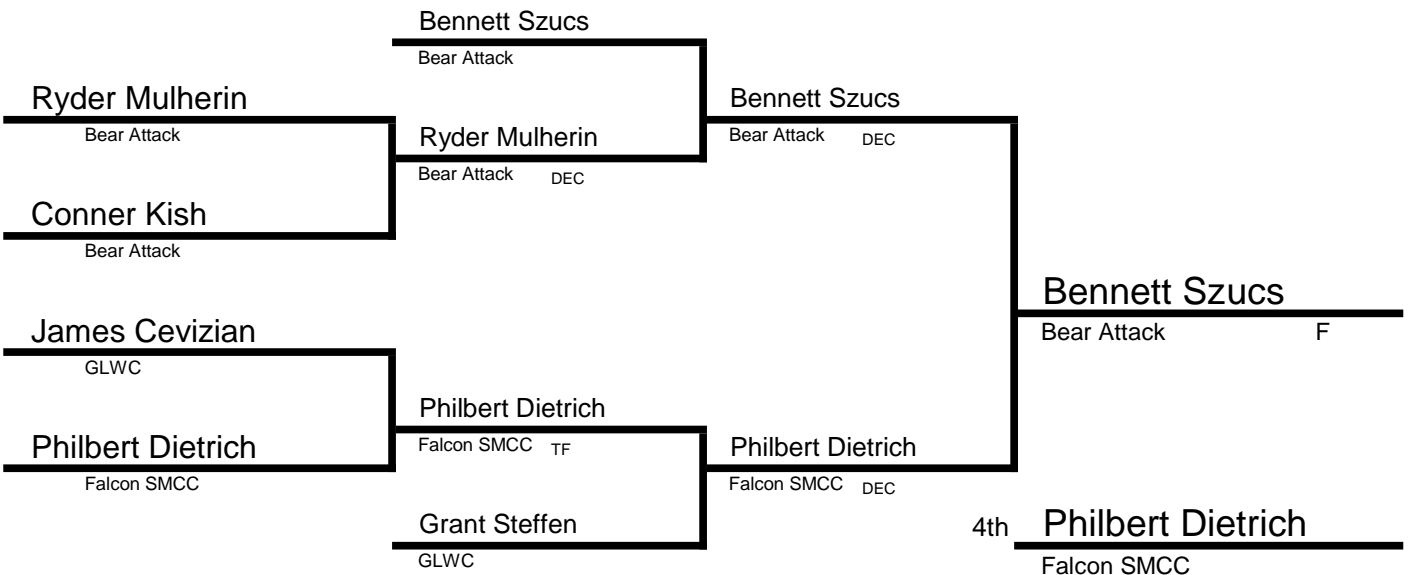 Bennett Szucs
Bear Attack
Ryder Mulherin
Bear Attack
Bennett Szucs
Bear Attack DEC
Ryder Mulherin
Bear Attack DEC
Conner Kish
Bear Attack
Bennett Szucs
Bear Attack F
James Cevizian
GLWC
Philbert Dietrich
Falcon SMCC TF
Philbert Dietrich
Falcon SMCC
Philbert Dietrich
Falcon SMCC DEC
Grant Steffen
GLWC
4th Philbert Dietrich
Falcon SMCC